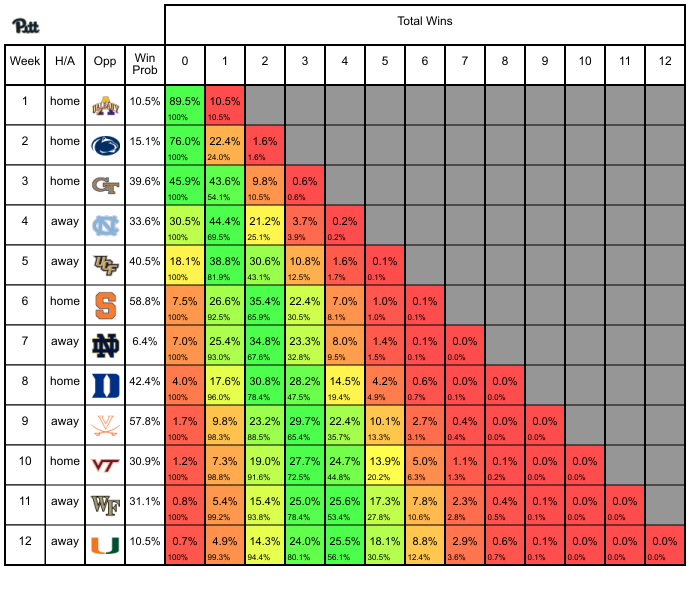 Pitt
Total Wins
Week H/A Opp Win Prob 0 1 2 3 4 5 6 7 8 9 10 11 12
1 home ALBANY 10.5% 89.5% 10.5%
100% 10.5%
2 home 15.1% 76.0% 22.4% 1.6%
100% 24.0% 1.6%
3 home GT 39.6% 45.9% 43.6% 9.8% 0.6%
100% 54.1% 10.5% 0.6%
4 away NC 33.6% 30.5% 44.4% 21.2% 3.7% 0.2%
100% 69.5% 25.1% 3.9% 0.2%
5 away UCF 40.5% 18.1% 38.8% 30.6% 10.8% 1.6% 0.1%
100% 81.9% 43.1% 12.5% 1.7% 0.1%
6 home S 58.8% 7.5% 26.6% 35.4% 22.4% 7.0% 1.0% 0.1%
100% 92.5% 65.9% 30.5% 8.1% 1.0% 0.1%
7 away ND 6.4% 7.0% 25.4% 34.8% 23.3% 8.0% 1.4% 0.1% 0.0%
100% 93.0% 67.6% 32.8% 9.5% 1.5% 0.1% 0.0%
8 home D 42.4% 4.0% 17.6% 30.8% 28.2% 14.5% 4.2% 0.6% 0.0% 0.0%
100% 96.0% 78.4% 47.5% 19.4% 4.9% 0.7% 0.1% 0.0%
9 away V 57.8% 1.7% 9.8% 23.2% 29.7% 22.4% 10.1% 2.7% 0.4% 0.0% 0.0%
100% 98.3% 88.5% 65.4% 35.7% 13.3% 3.1% 0.4% 0.0% 0.0%
10 home VT 30.9% 1.2% 7.3% 19.0% 27.7% 24.7% 13.9% 5.0% 1.1% 0.1% 0.0% 0.0%
100% 98.8% 91.6% 72.5% 44.8% 20.2% 6.3% 1.3% 0.2% 0.0% 0.0%
11 away WF 31.1% 0.8% 5.4% 15.4% 25.0% 25.6% 17.3% 7.8% 2.3% 0.4% 0.1% 0.0% 0.0%
100% 99.2% 93.8% 78.4% 53.4% 27.8% 10.6% 2.8% 0.5% 0.1% 0.0% 0.0%
12 away U 10.5% 0.7% 4.9% 14.3% 24.0% 25.5% 18.1% 8.8% 2.9% 0.6% 0.1% 0.0% 0.0% 0.0%
100% 99.3% 94.4% 80.1% 56.1% 30.5% 12.4% 3.6% 0.7% 0.1% 0.0% 0.0% 0.0%